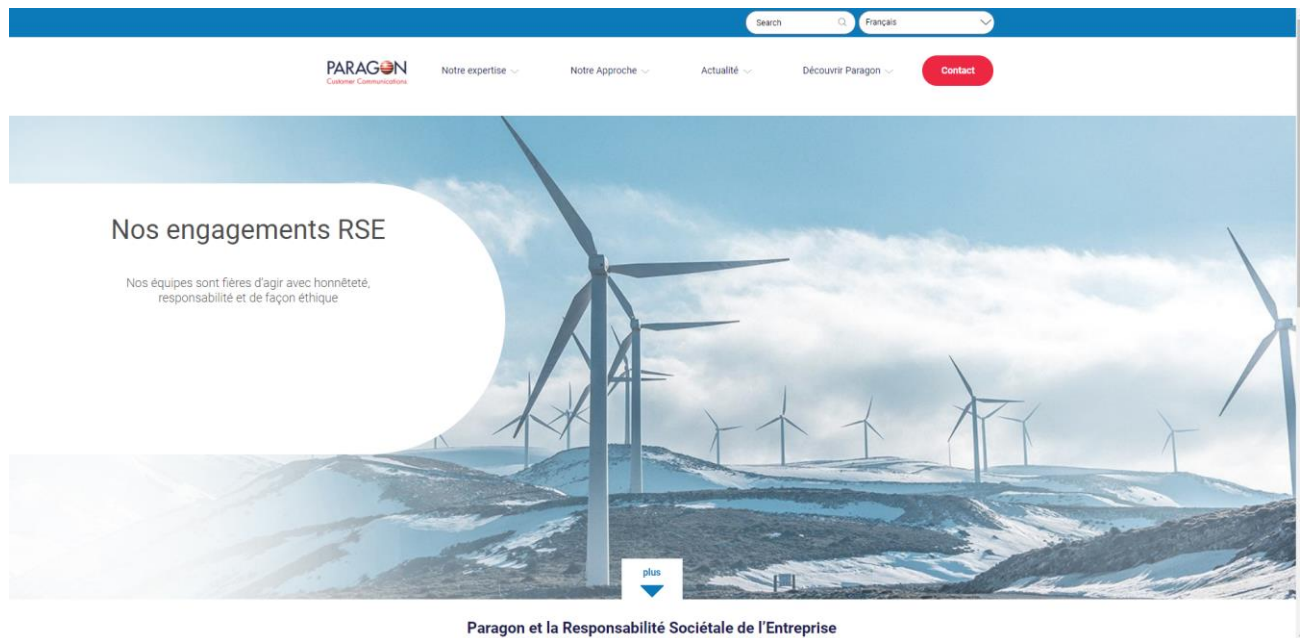 Search
Français
PARAGON
Customer Communications
Notre expertise
Notre Approche
Actualité
Découvrir Paragon
Contact
Nos engagements RSE
Nos équipes sont fières d'agir avec honnêteté,
responsabilité et de façon éthique
plus
Paragon et la Responsabilité Sociétale de l'Entreprise